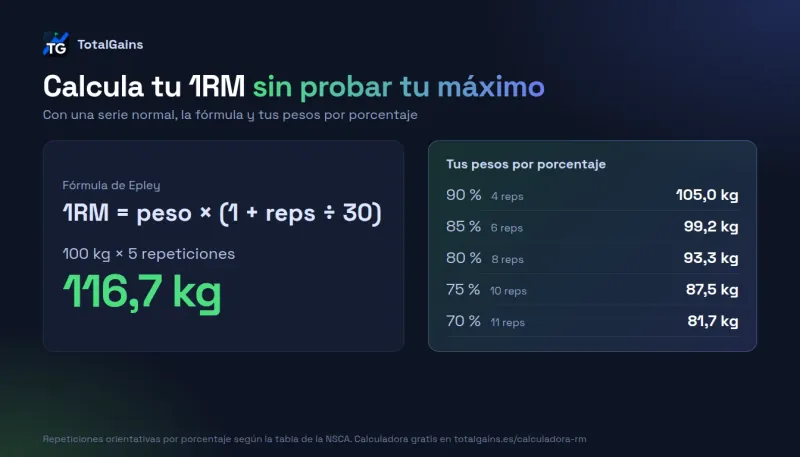 TG TotalGains
Calcula tu 1RM sin probar tu máximo
Con una serie normal, la fórmula y tus pesos por porcentaje
Fórmula de Epley
1RM = peso × (1 + reps ÷ 30)
100 kg × 5 repeticiones
116,7 kg
Tus pesos por porcentaje
90 % 4 reps 105,0 kg
85 % 6 reps 99,2 kg
80 % 8 reps 93,3 kg
75 % 10 reps 87,5 kg
70 % 11 reps 81,7 kg
Repeticiones orientativas por porcentaje según la tabla de la NSCA. Calculadora gratis en totalgains.es/calculadora-rm